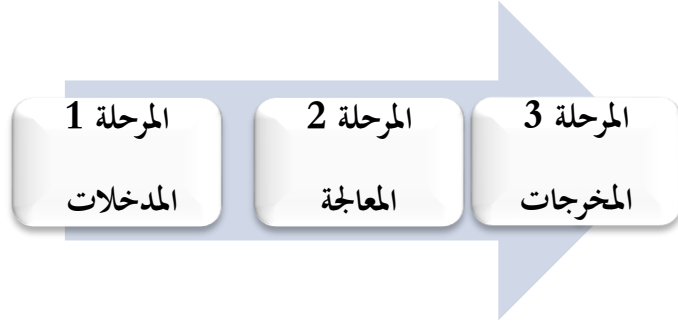 المرحلة 1
المدخلات
المرحلة 2
المعالجة
المرحلة 3
المخرجات